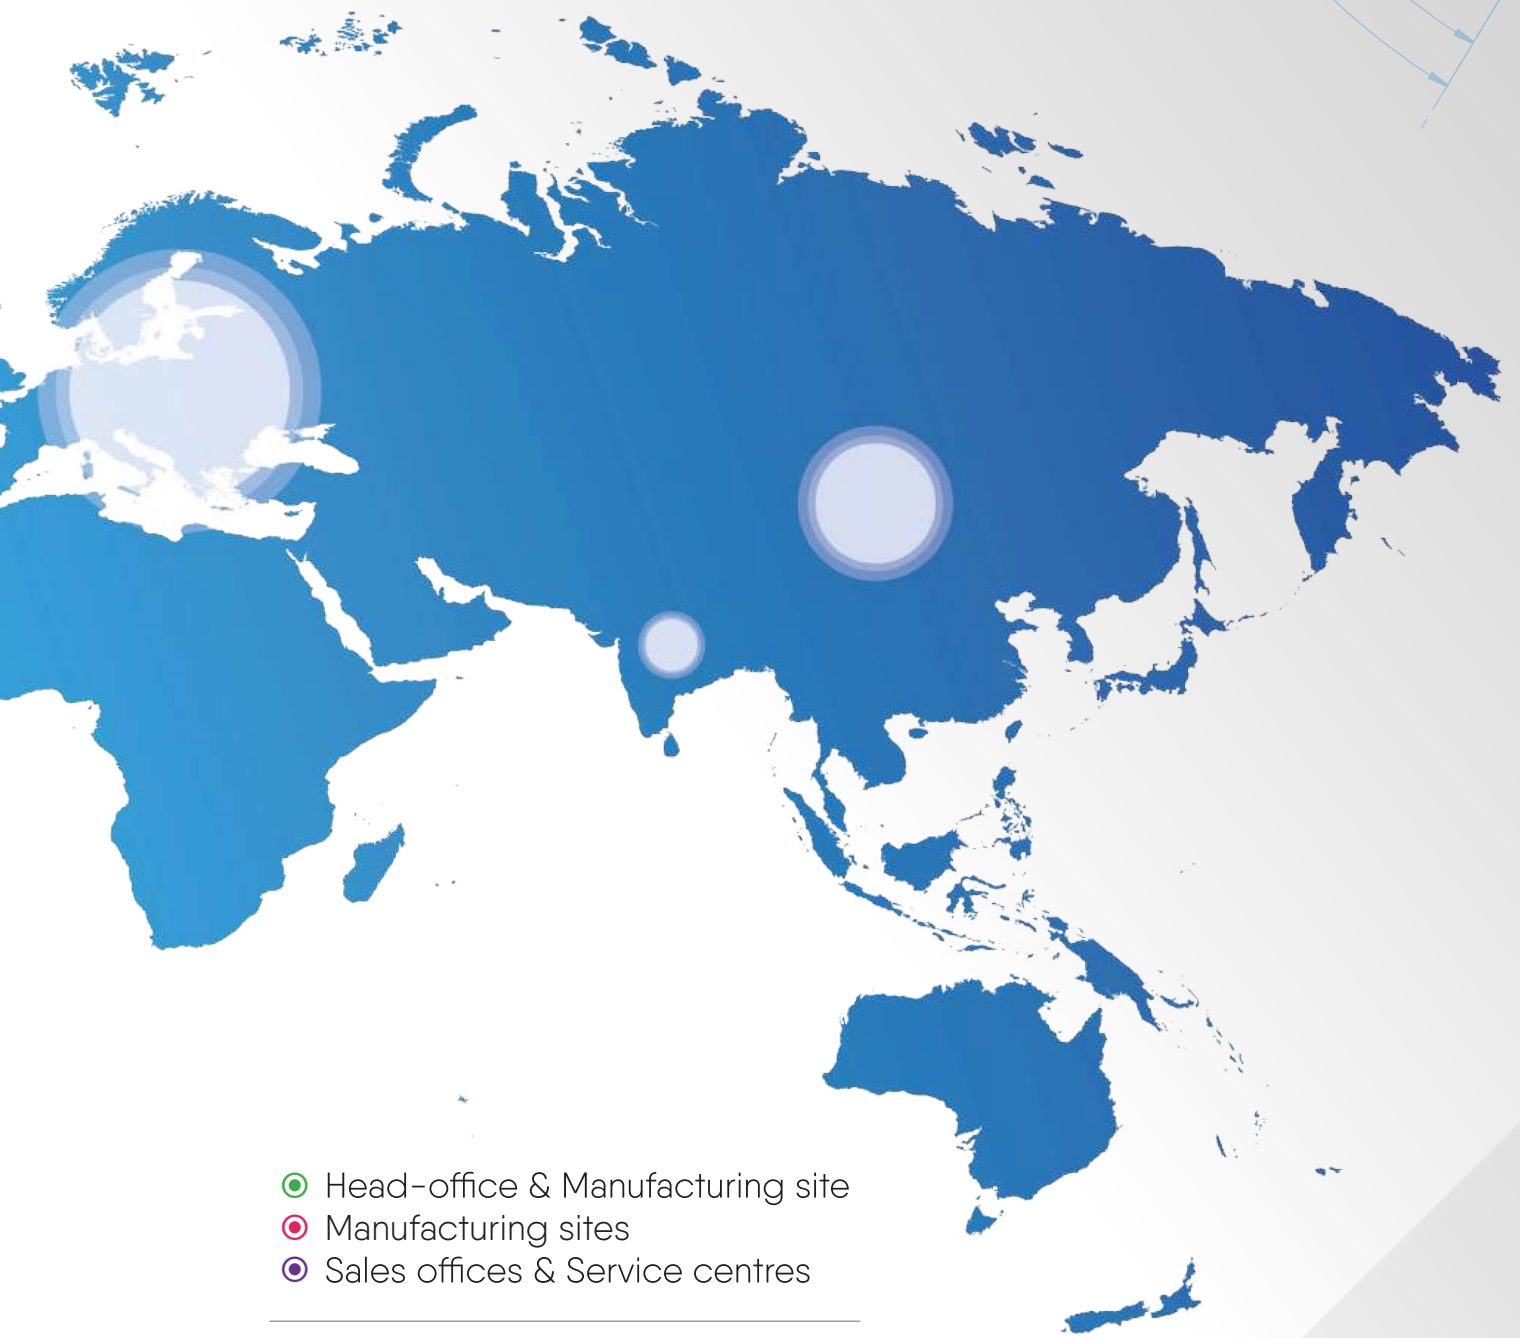 Head-office & Manufacturing site
Manufacturing sites
Sales offices & Service centres